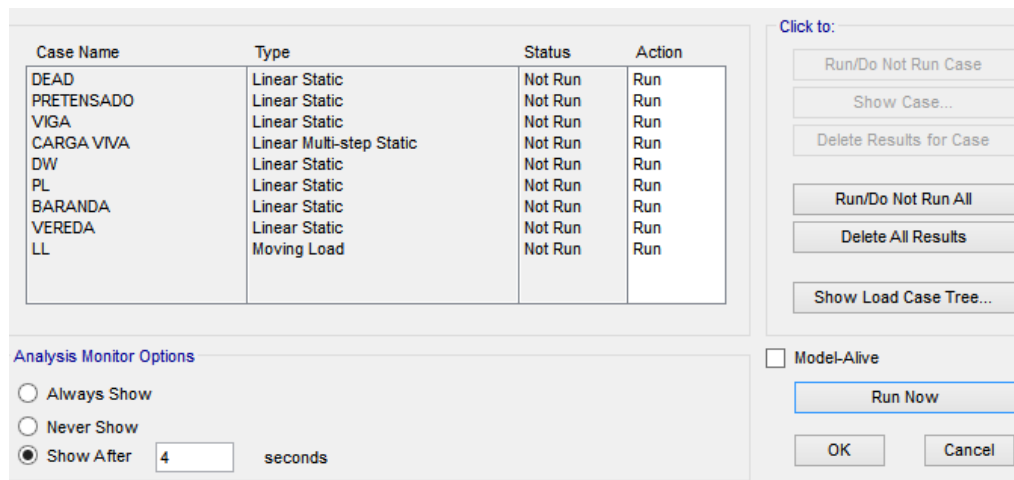 Click to:
Case Name Type Status Action
DEAD Linear Static Not Run Run
PRETENSADO Linear Static Not Run Run
VIGA Linear Static Not Run Run
CARGA VIVA Linear Multi-step Static Not Run Run
DW Linear Static Not Run Run
PL Linear Static Not Run Run
BARANDA Linear Static Not Run Run
VEREDA Linear Static Not Run Run
LL Moving Load Not Run Run
Run/Do Not Run Case
Show Case...
Delete Results for Case
Run/Do Not Run All
Delete All Results
Show Load Case Tree...
Analysis Monitor Options
Always Show
Never Show
Show After 4 seconds
Model-Alive
Run Now
OK Cancel